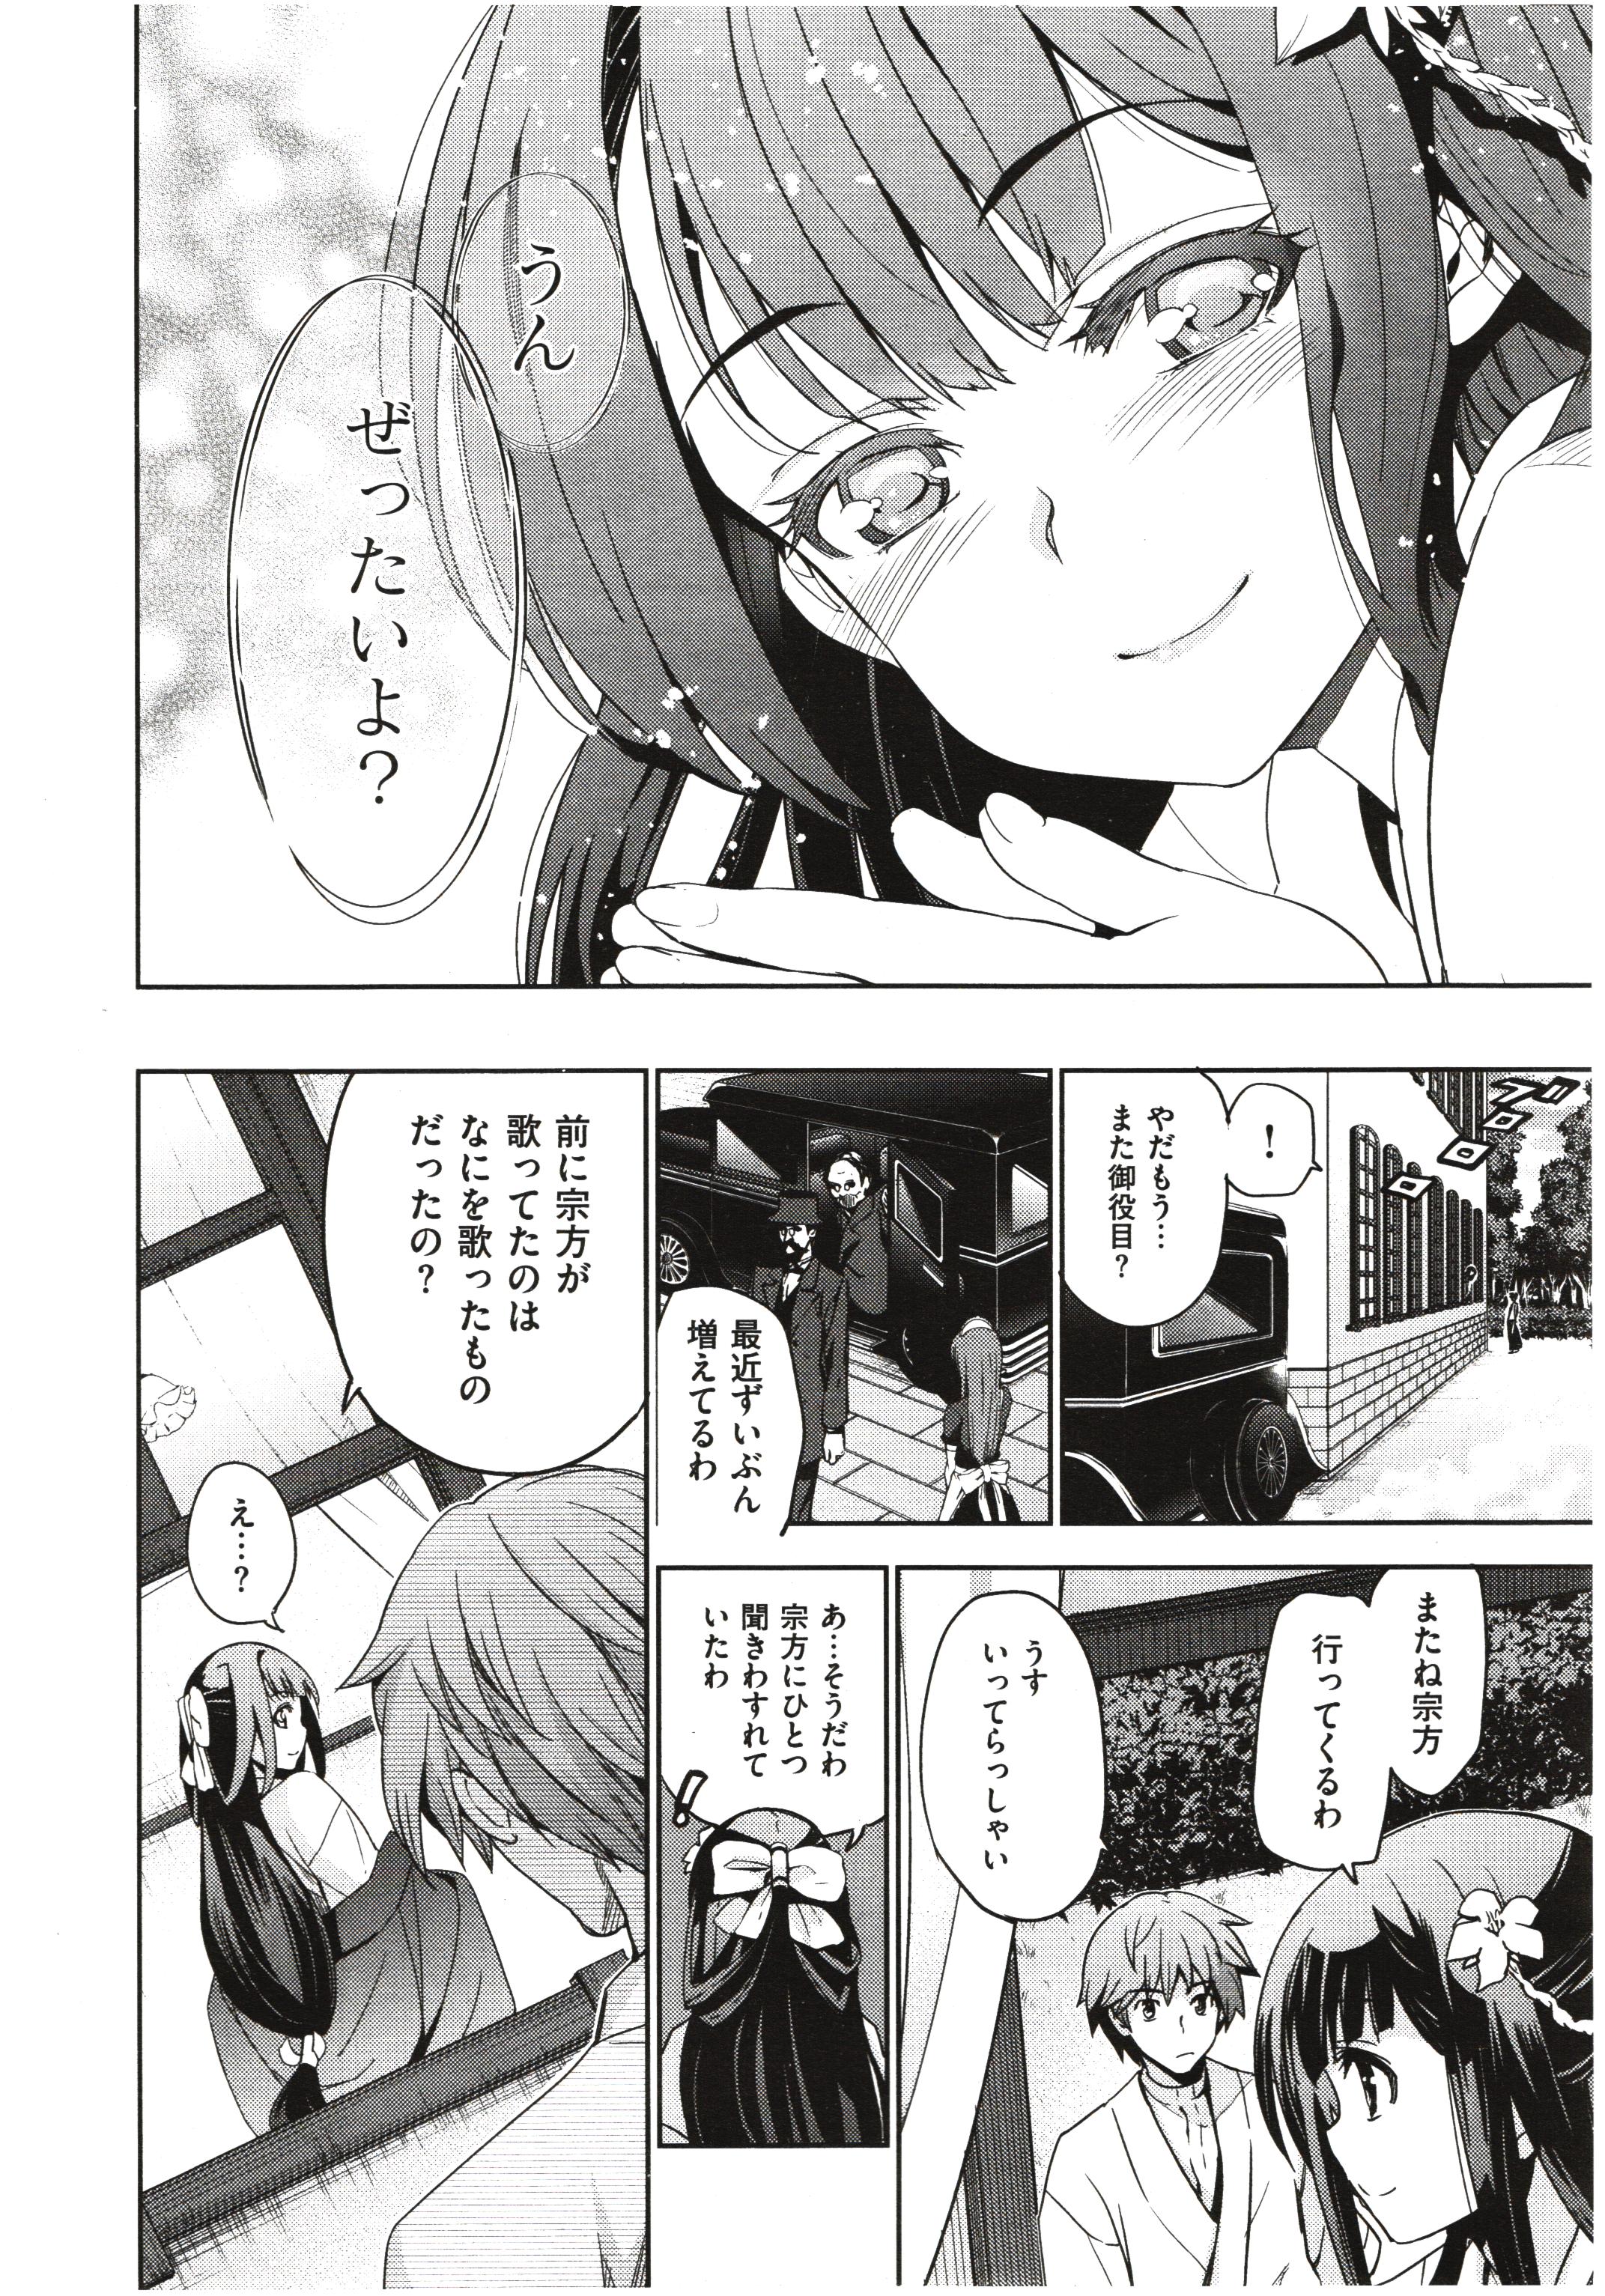 うん
ぜったいよ？
ブロロロ
！
やだもう…
また御役目？
最近ずいぶん
増えてるわ
またね宗方
行ってくるわ
うす
いってらっしゃい
あ…そうだわ
宗方にひとつ
聞きわすれて
いたわ
！
前に宗方が
歌ってたのは
なにを歌ったもの
だったの？
え…？